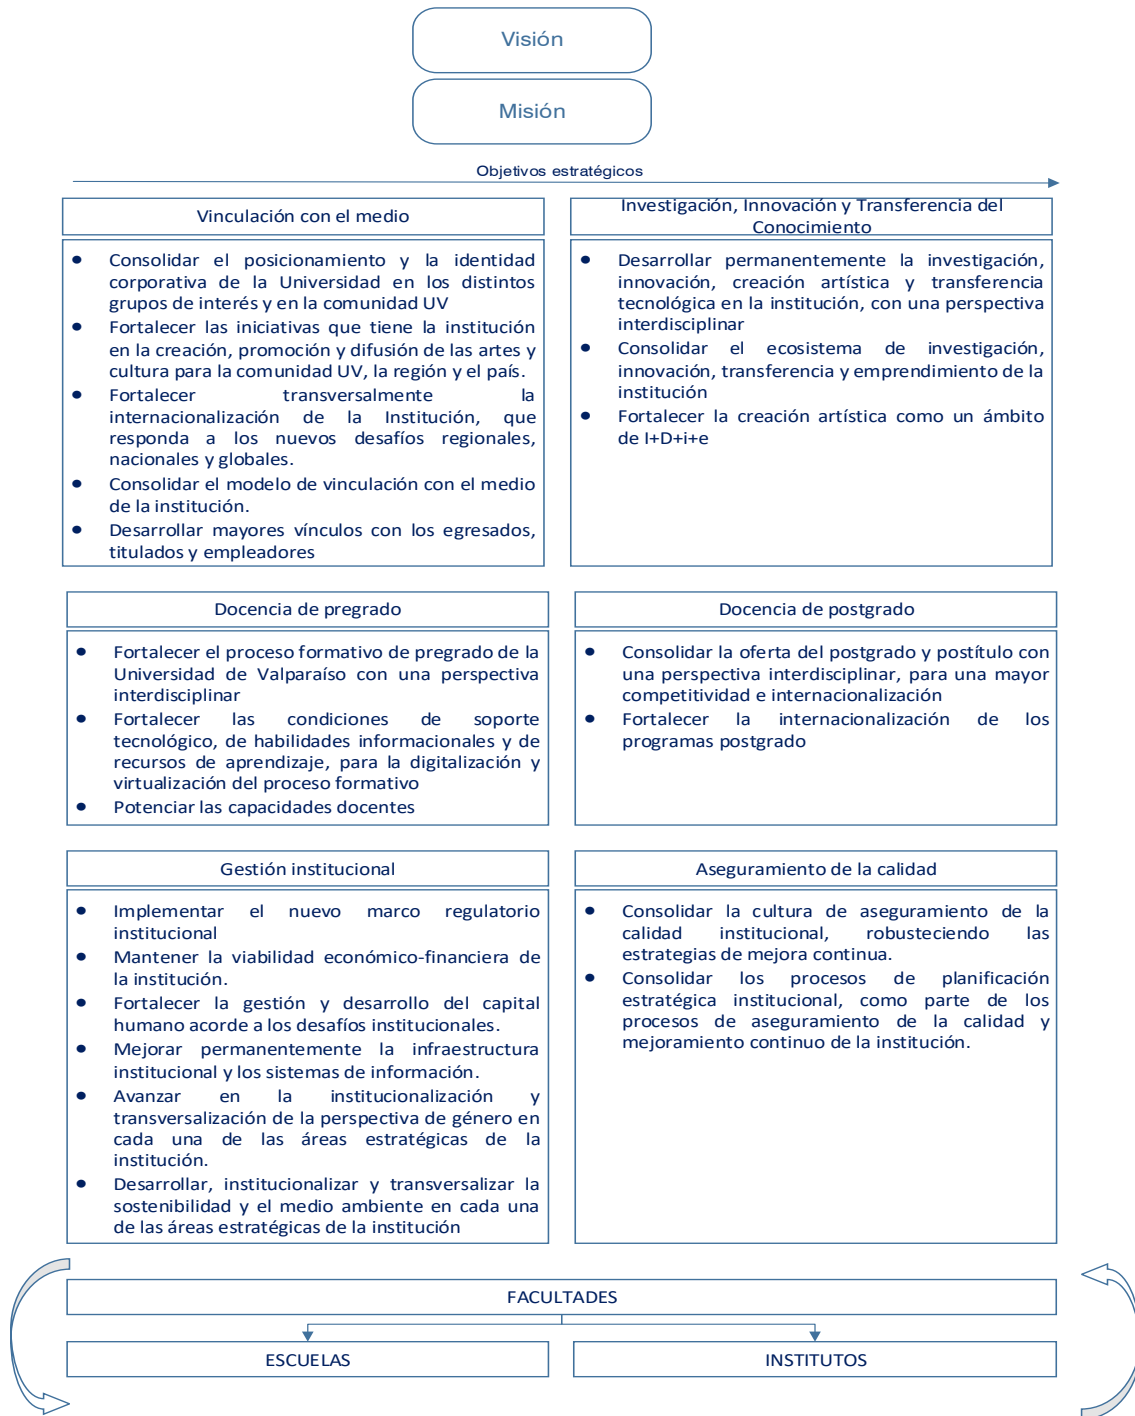 Visión
Misión
Objetivos estratégicos
Vinculación con el medio
• Consolidar el posicionamiento y la identidad
corporativa de la Universidad en los distintos
grupos de interés y en la comunidad UV
• Fortalecer las iniciativas que tiene la institución
en la creación, promoción y difusión de las artes y
cultura para la comunidad UV, la región y el país.
• Fortalecer transversalmente la
internacionalización de la Institución, que
responda a los nuevos desafíos regionales,
nacionales y globales.
• Consolidar el modelo de vinculación con el medio
de la institución.
• Desarrollar mayores vínculos con los egresados,
titulados y empleadores
Investigación, Innovación y Transferencia del
Conocimiento
• Desarrollar permanentemente la investigación,
innovación, creación artística y transferencia
tecnológica en la institución, con una perspectiva
interdisciplinar
• Consolidar el ecosistema de investigación,
innovación, transferencia y emprendimiento de la
institución
• Fortalecer la creación artística como un ámbito
de I+D+i+e
Docencia de pregrado
• Fortalecer el proceso formativo de pregrado de la
Universidad de Valparaíso con una perspectiva
interdisciplinar
• Fortalecer las condiciones de soporte
tecnológico, de habilidades informacionales y de
recursos de aprendizaje, para la digitalización y
virtualización del proceso formativo
• Potenciar las capacidades docentes
Docencia de postgrado
• Consolidar la oferta del postgrado y postítulo con
una perspectiva interdisciplinar, para una mayor
competitividad e internacionalización
• Fortalecer la internacionalización de los
programas postgrado
Gestión institucional
• Implementar el nuevo marco regulatorio
institucional
• Mantener la viabilidad económico-financiera de
la institución.
• Fortalecer la gestión y desarrollo del capital
humano acorde a los desafíos institucionales.
• Mejorar permanentemente la infraestructura
institucional y los sistemas de información.
• Avanzar en la institucionalización y
transversalización de la perspectiva de género en
cada una de las áreas estratégicas de la
institución.
• Desarrollar, institucionalizar y transversalizar la
sostenibilidad y el medio ambiente en cada una
de las áreas estratégicas de la institución
Aseguramiento de la calidad
• Consolidar la cultura de aseguramiento de la
calidad institucional, robusteciendo las
estrategias de mejora continua.
• Consolidar los procesos de planificación
estratégica institucional, como parte de los
procesos de aseguramiento de la calidad y
mejoramiento continuo de la institución.
FACULTADES
ESCUELAS
INSTITUTOS